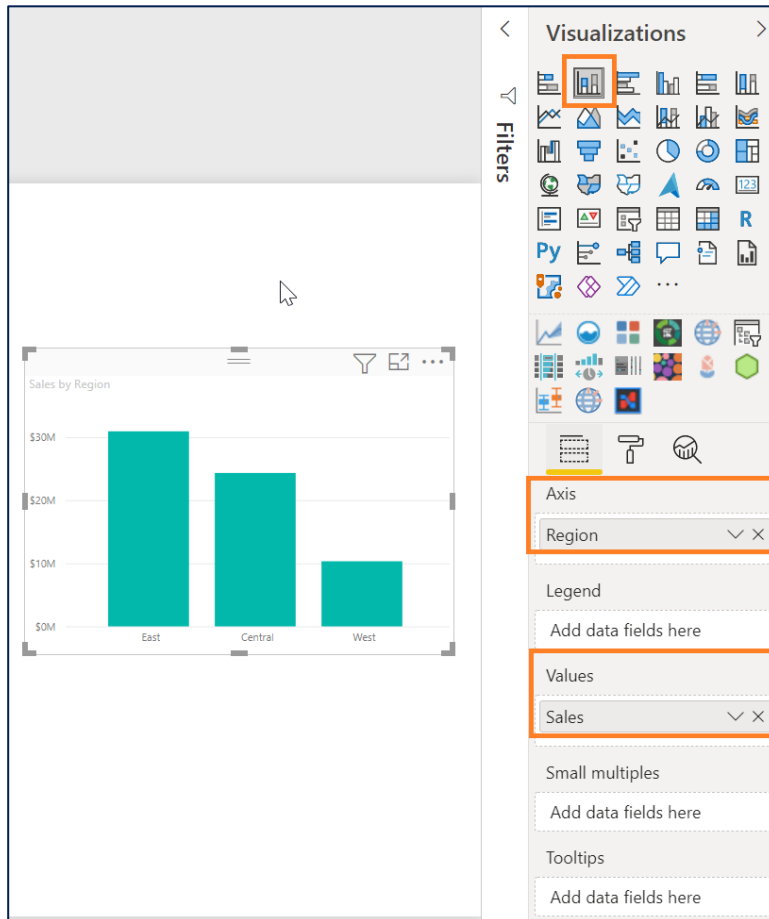 Visualizations
Filters
123
R
Py
Sales by Region
$30M
$20M
$10M
$0M
East
Central
West
Axis
Region
Legend
Add data fields here
Values
Sales
Small multiples
Add data fields here
Tooltips
Add data fields here